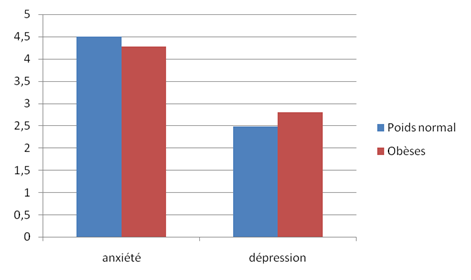 5
4,5
4
3,5
3
2,5
2
1,5
1
0,5
0
anxiété
dépression
Poids normal
Obèses